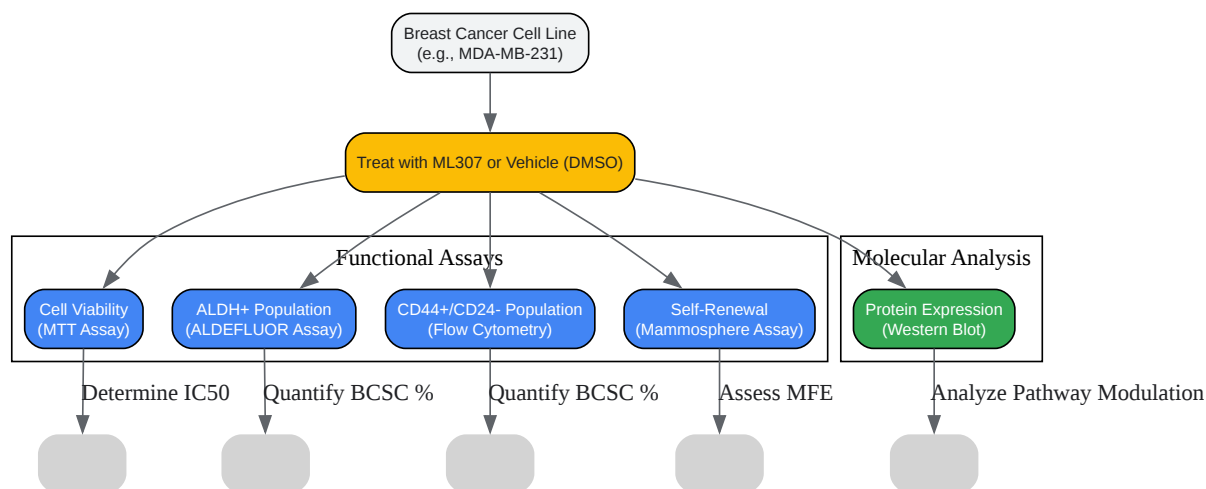 Breast Cancer Cell Line
(e.g., MDA-MB-231)
Treat with ML307 or Vehicle (DMSO)
Functional Assays
Molecular Analysis
Cell Viability
(MTT Assay)
ALDH+ Population
(ALDEFLUOR Assay)
CD44+/CD24- Population
(Flow Cytometry)
Self-Renewal
(Mammosphere Assay)
Protein Expression
(Western Blot)
Determine IC50
Quantify BCSC %
Quantify BCSC %
Assess MFE
Analyze Pathway Modulation